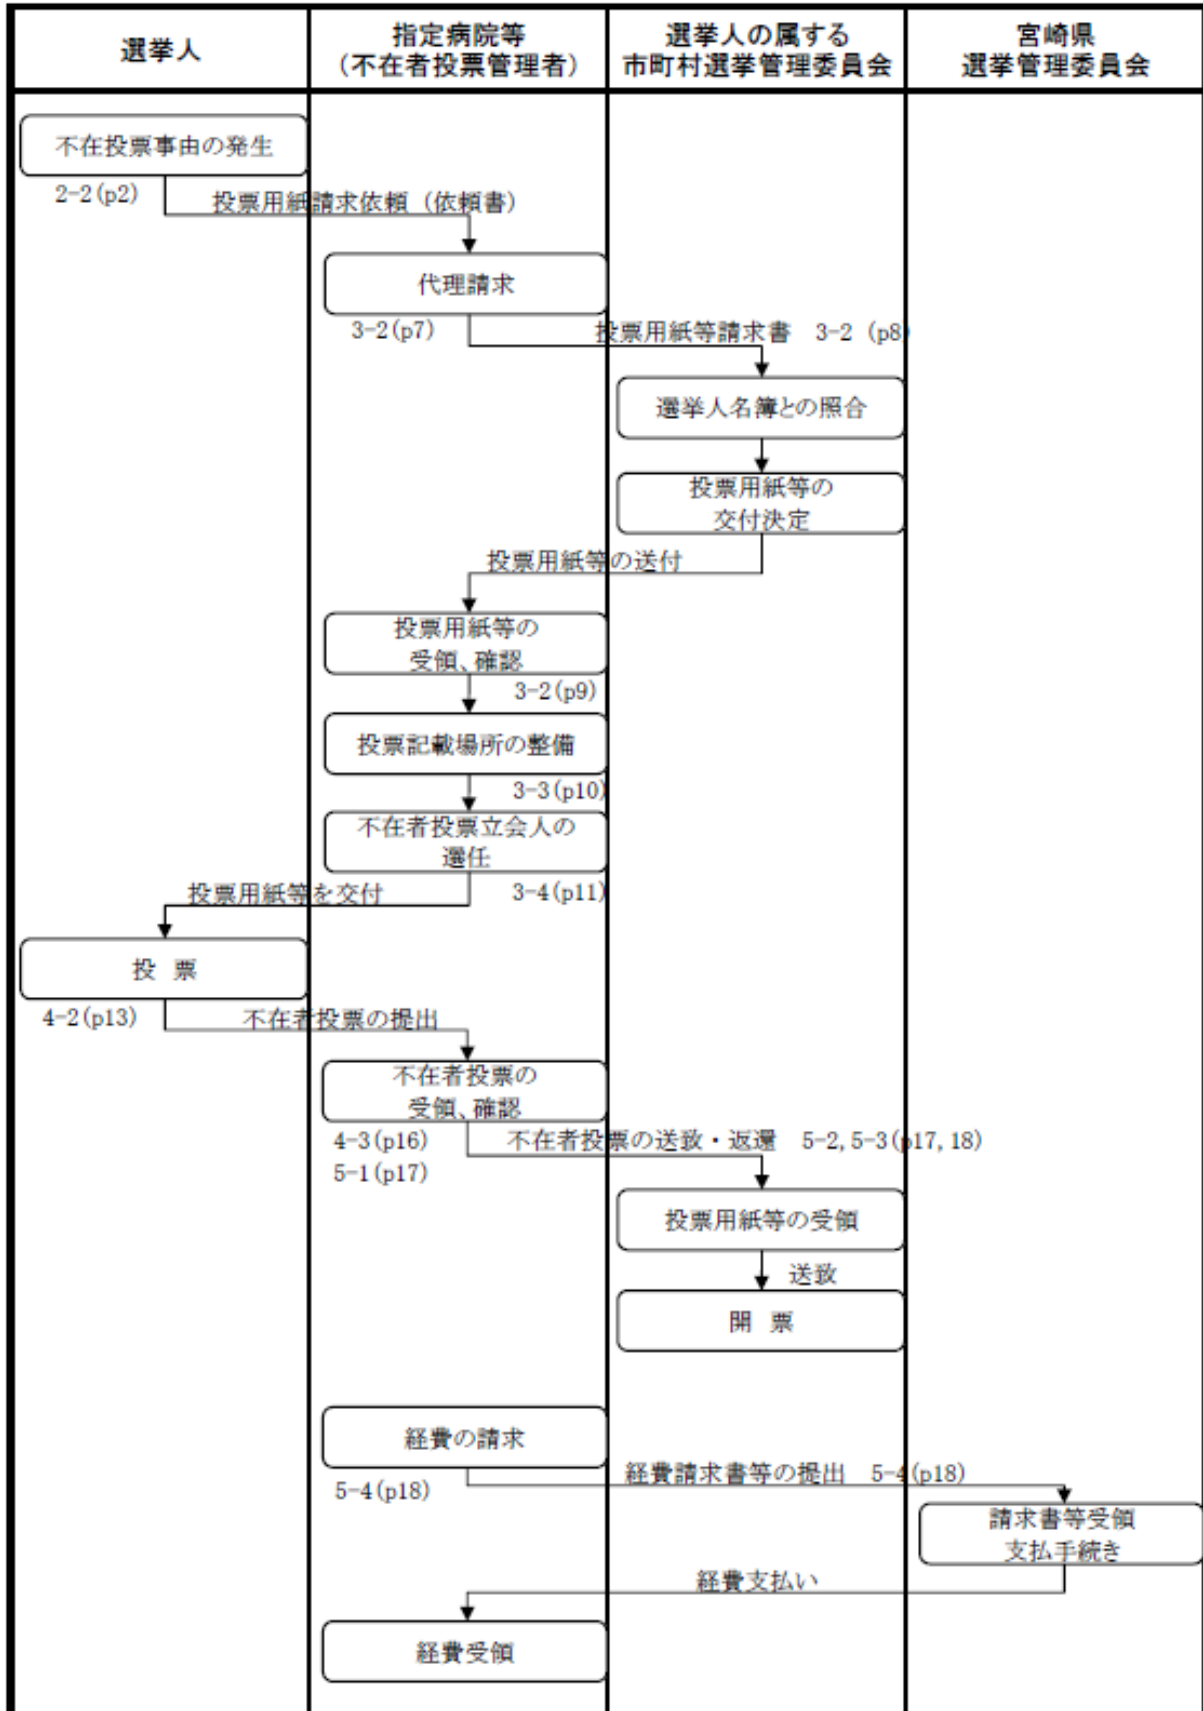 選挙人
指定病院等
（不在者投票管理者）
選挙人の属する
市町村選挙管理委員会
宮崎県
選挙管理委員会
不在投票事由の発生
2-2(p2)
投票用紙請求依頼（依頼書）
代理請求
3-2(p7)
投票用紙等請求書　3-2 (p8)
選挙人名簿との照合
投票用紙等の
交付決定
投票用紙等の送付
投票用紙等の
受領、確認
3-2(p9)
投票記載場所の整備
3-3(p10)
不在者投票立会人の
選任
3-4(p11)
投票用紙等を交付
投　票
4-2(p13)
不在者投票の提出
不在者投票の
受領、確認
4-3(p16)
5-1(p17)
不在者投票の送致・返還　5-2,5-3(p17,18)
投票用紙等の受領
送致
開　票
経費の請求
5-4(p18)
経費請求書等の提出　5-4(p18)
請求書等受領
支払手続き
経費支払い
経費受領